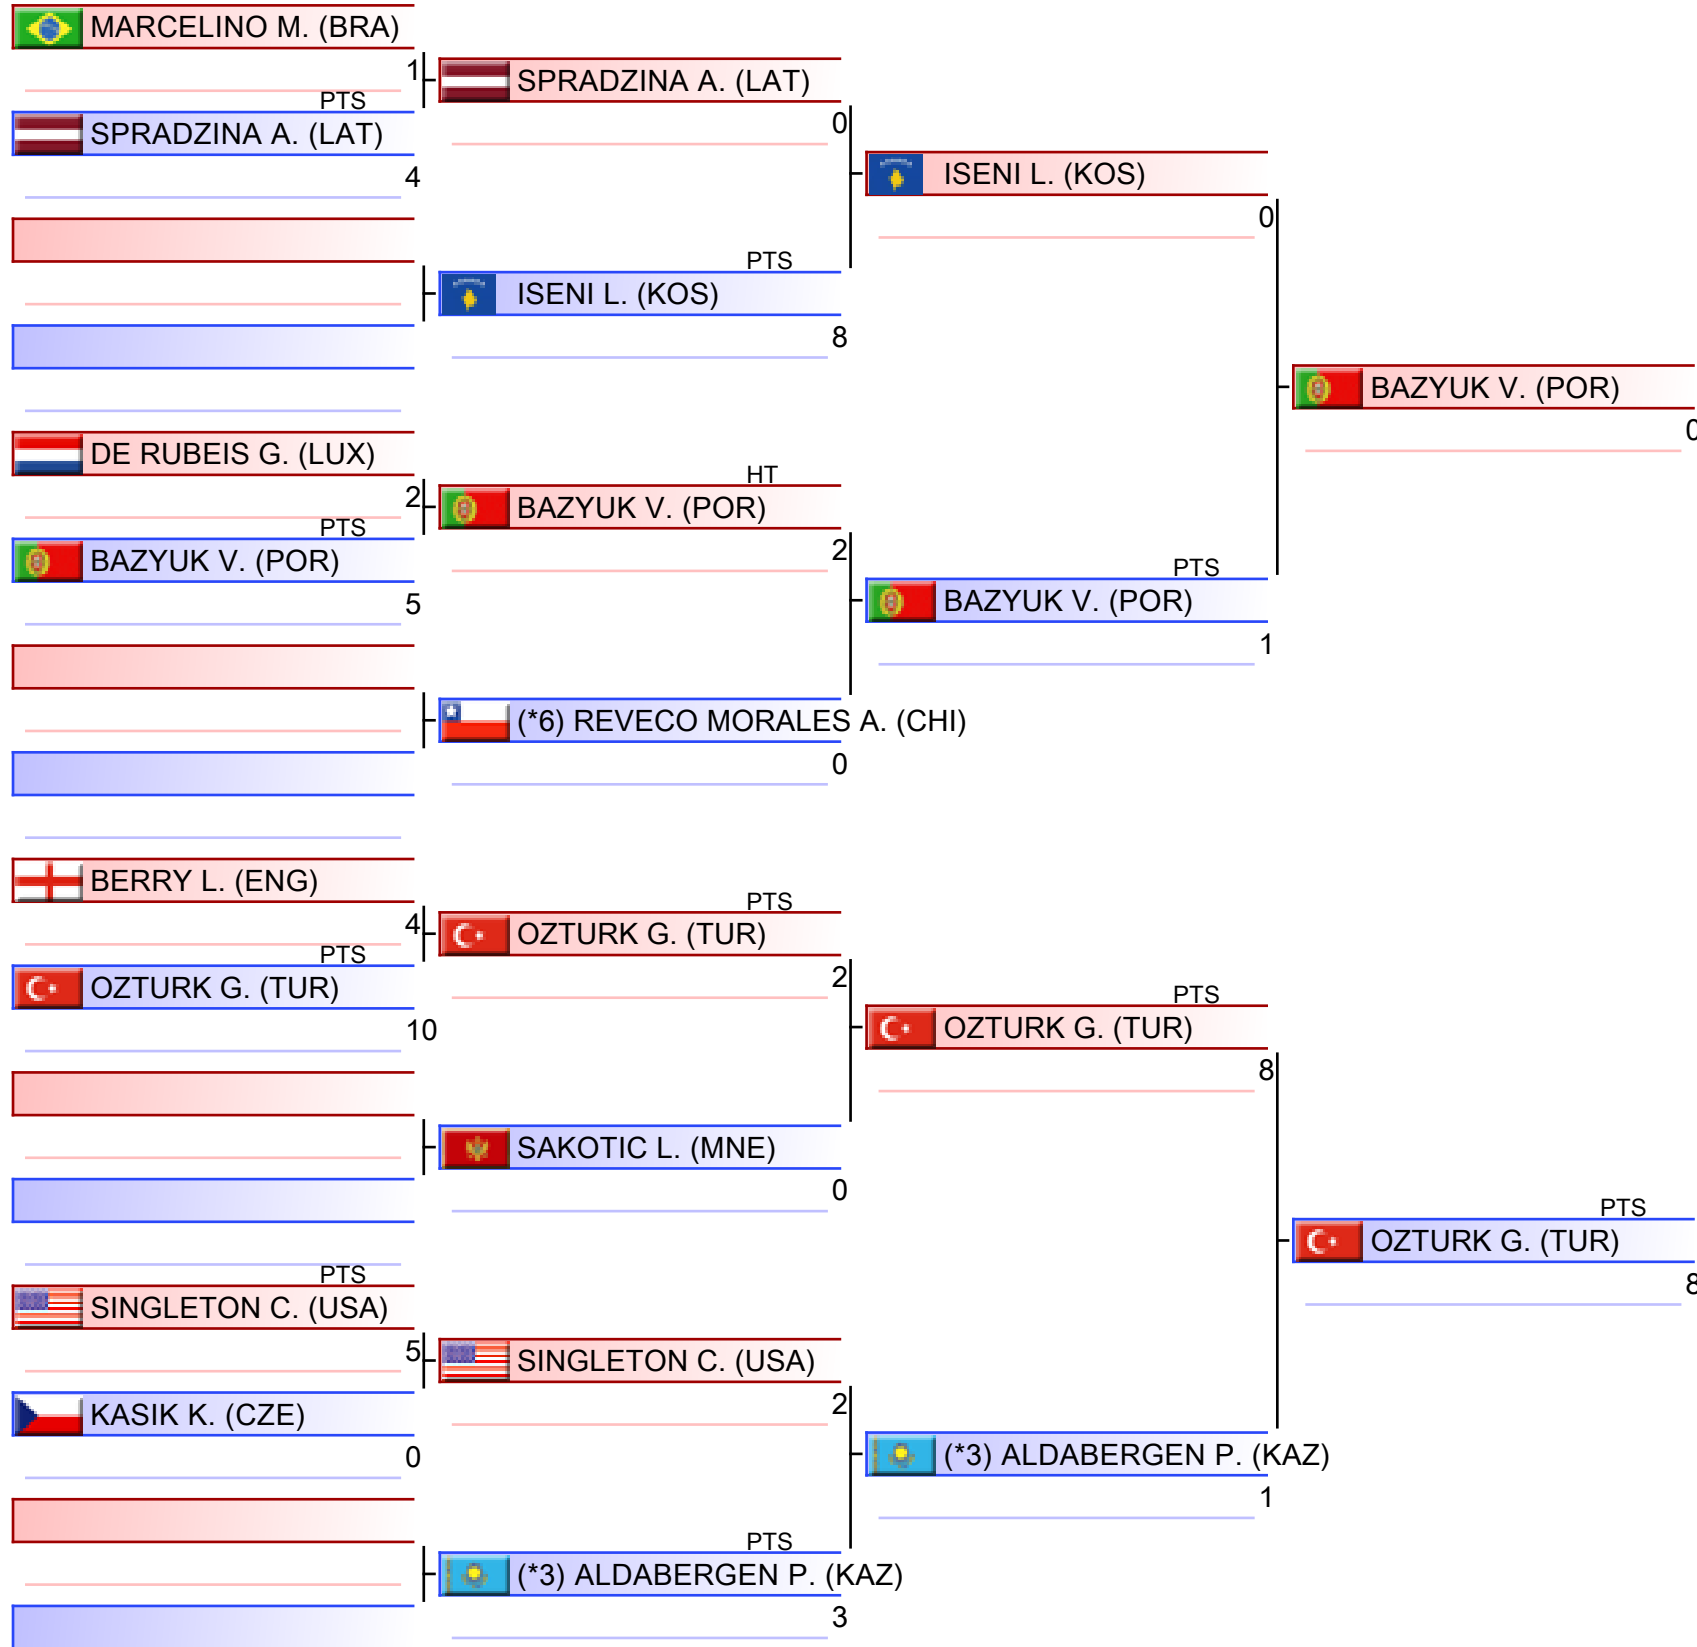 MARCELINO M. (BRA)
1
PTS
SPRADZINA A. (LAT)
4
DE RUBEIS G. (LUX)
2
PTS
BAZYUK V. (POR)
5
BERRY L. (ENG)
4
PTS
OZTURK G. (TUR)
10
PTS
SINGLETON C. (USA)
5
KASIK K. (CZE)
0
SPRADZINA A. (LAT)
0
PTS
ISENI L. (KOS)
8
HT
BAZYUK V. (POR)
2
(*6) REVECO MORALES A. (CHI)
0
PTS
OZTURK G. (TUR)
2
SAKOTIC L. (MNE)
0
SINGLETON C. (USA)
2
PTS
(*3) ALDABERGEN P. (KAZ)
3
ISENI L. (KOS)
0
PTS
BAZYUK V. (POR)
1
PTS
OZTURK G. (TUR)
8
(*3) ALDABERGEN P. (KAZ)
1
BAZYUK V. (POR)
0
PTS
OZTURK G. (TUR)
8